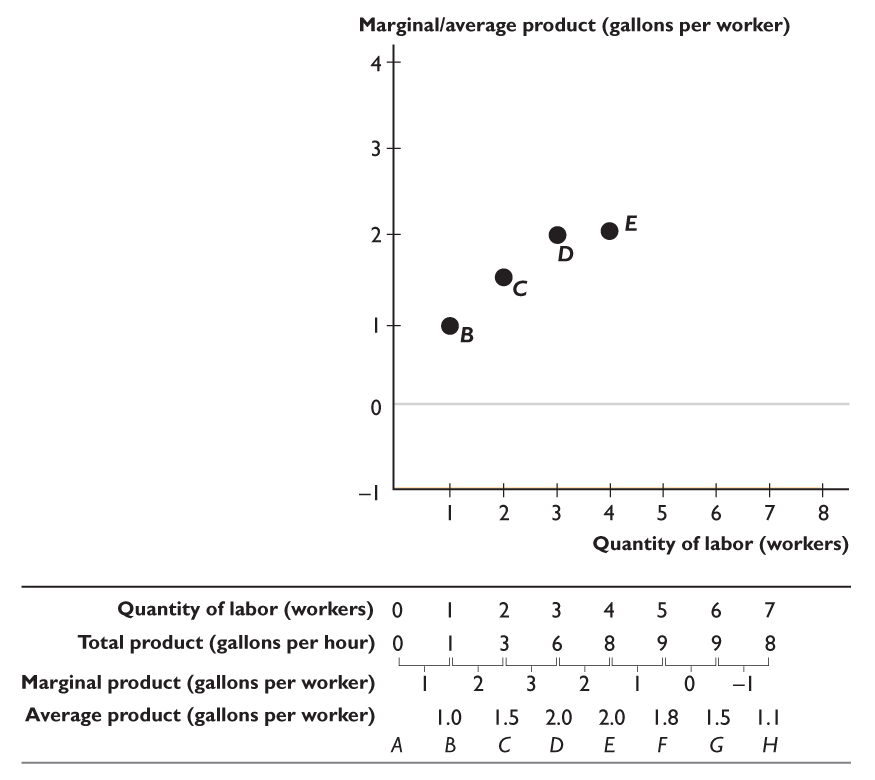 Marginal/average product (gallons per worker)
4
3
E
2
D
C
1
B
0
–1
1 2 3 4 5 6 7 8
Quantity of labor (workers)
Quantity of labor (workers) 0 1 2 3 4 5 6 7
Total product (gallons per hour) 0 1 3 6 8 9 9 8
Marginal product (gallons per worker) 1 2 3 2 1 0 –1
Average product (gallons per worker) 1.0 1.5 2.0 2.0 1.8 1.5 1.1
A B C D E F G H